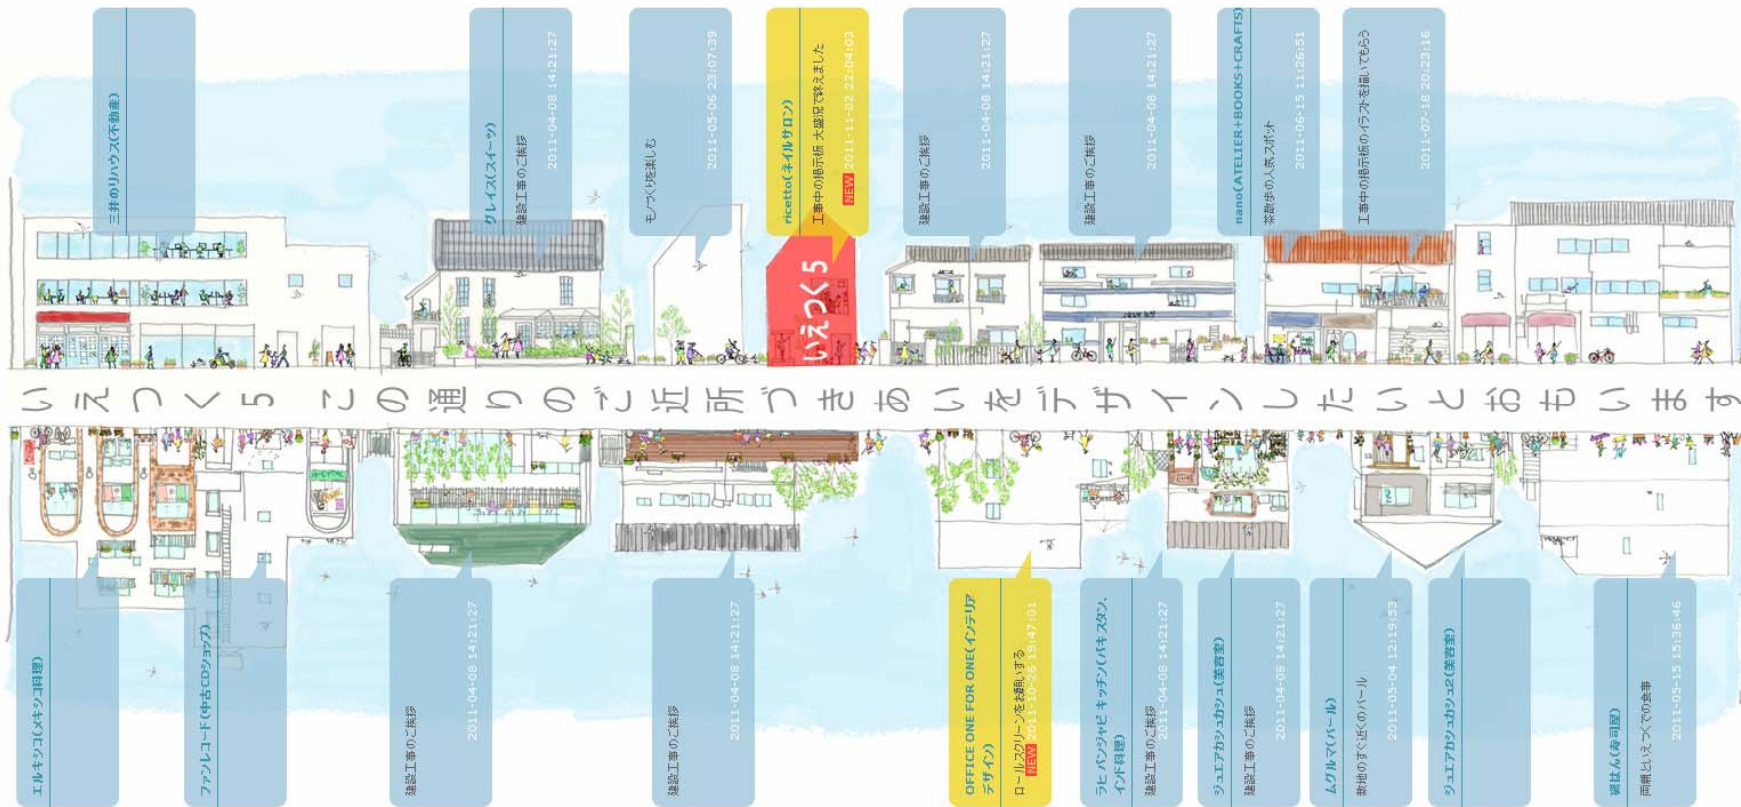 三井のリハウス(不動産)
グレイス(スイーツ)
建設工事のご挨拶
2011-04-08 14:21:27
モノづくりを楽しむ
2011-05-06 23:07:39
ricetto(ネイルサロン)
工事中の掲示板 大盛況で終えました
NEW 2011-11-02 22:04:03
建設工事のご挨拶
2011-04-08 14:21:27
建設工事のご挨拶
2011-04-08 14:21:27
nano(ATELIER+BOOKS+CRAFTS)
茶散歩の人気スポット
2011-06-15 11:26:51
工事中の掲示板のイラストを描いてもらう
2011-07-18 20:23:16
いえつく5
いえつく5 この通りのご近所づきあいをデザインしたいとおもいます
エルキシコ(メキシコ料理)
ファンレコード(中古CDショップ)
建設工事のご挨拶
2011-04-08 14:21:27
建設工事のご挨拶
2011-04-08 14:21:27
OFFICE ONE FOR ONE(インテリア
デザイン)
ロールスクリーンをお願いする
NEW 2011-10-26 19:47:01
ラヒ パンジャビ キッチン(パキスタン、
インド料理)
建設工事のご挨拶
2011-04-08 14:21:27
ジュエアカシュカシュ(美容室)
建設工事のご挨拶
2011-04-08 14:21:27
ムグルマ(バール)
敷地のすぐ近くのバール
2011-05-04 12:19:53
ジュエアカシュカシュ2(美容室)
(寿司屋)
両親といえつくでの食事
2011-05-15 15:36:46